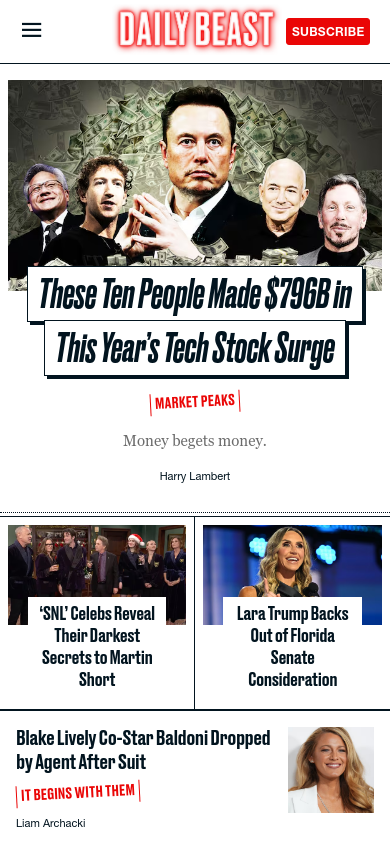 DAILY BEAST
SUBSCRIBE
These Ten People Made $796B in
This Year's Tech Stock Surge
MARKET PEAKS
Money begets money.
Harry Lambert
‘SNL’ Celebs Reveal
Their Darkest
Secrets to Martin
Short
Lara Trump Backs
Out of Florida
Senate
Consideration
Blake Lively Co-Star Baldoni Dropped
by Agent After Suit
IT BEGINS WITH THEM
Liam Archacki